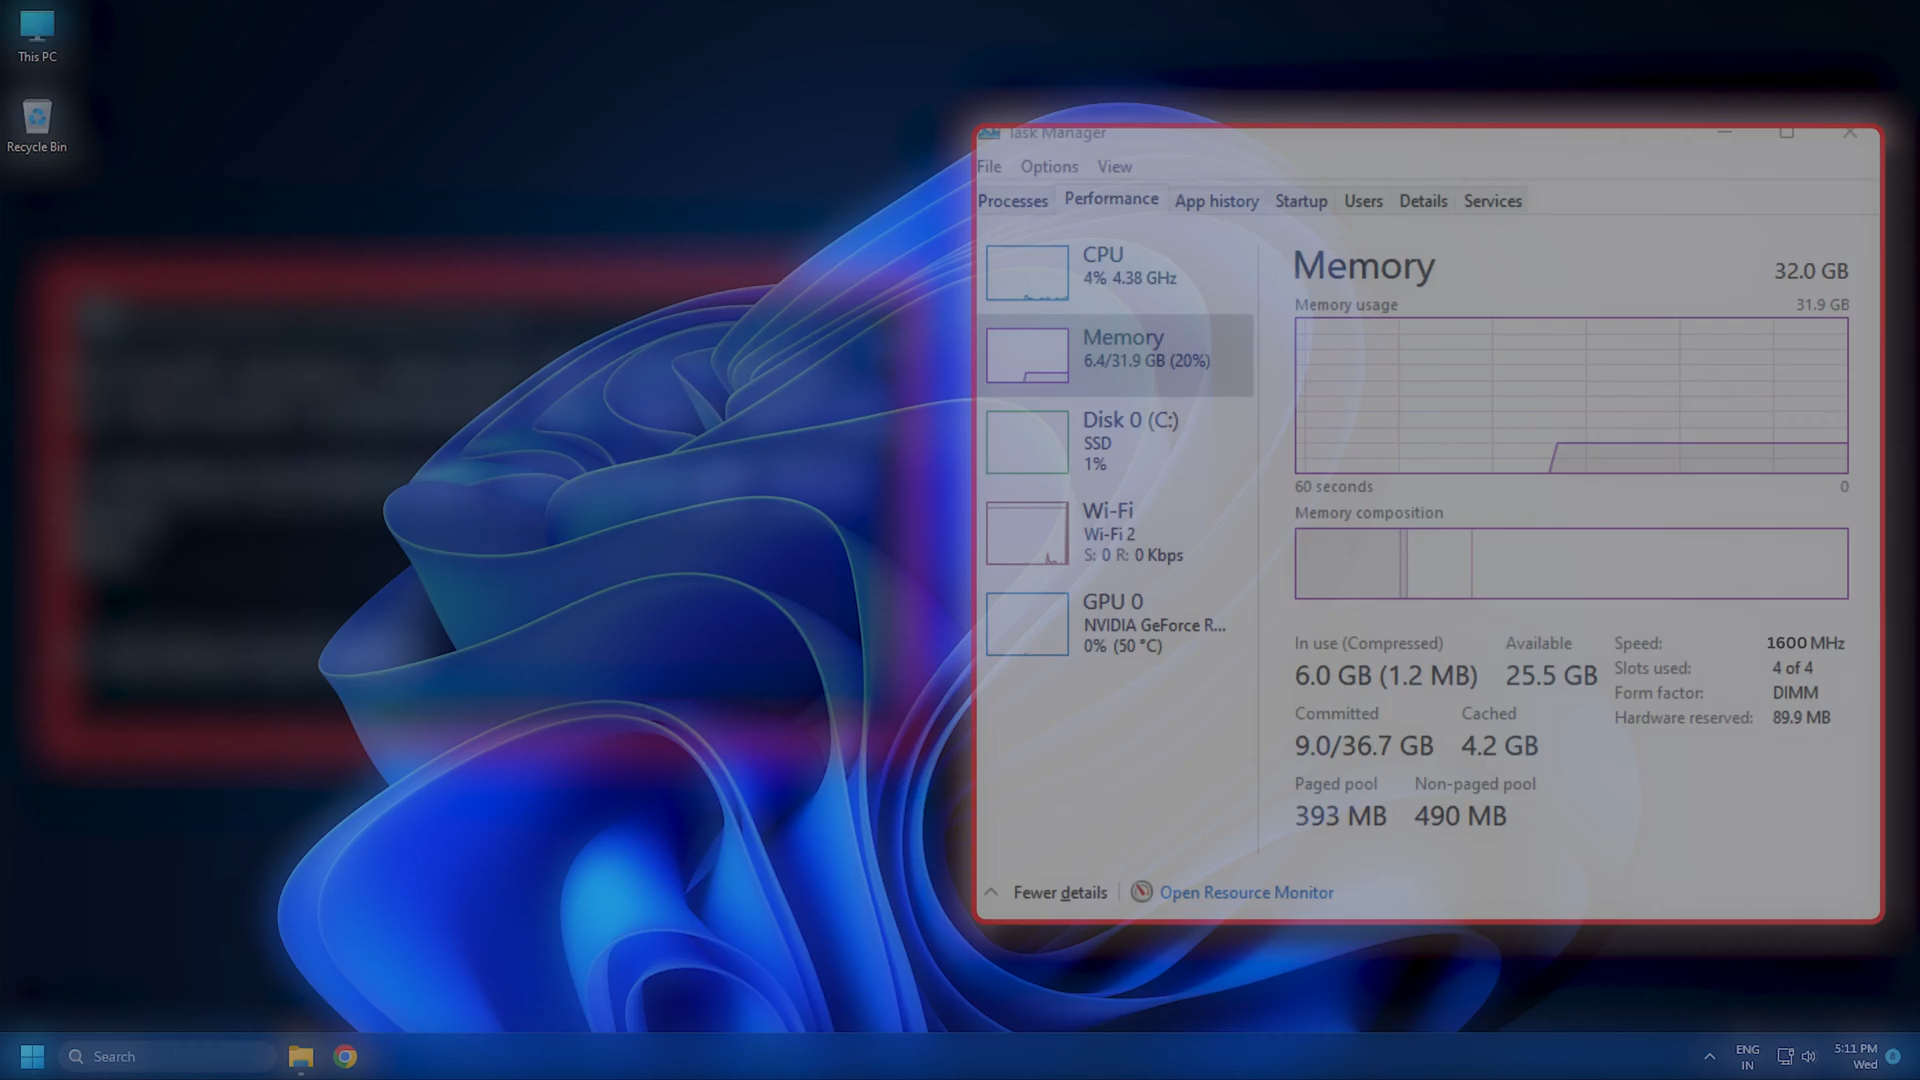 This PC
Recycle Bin
Task Manager
File Options View
Processes Performance App history Startup Users Details Services
CPU
4% 4.38 GHz
Memory
6.4/31.9 GB (20%)
Disk 0 (C:)
SSD
1%
Wi-Fi
Wi-Fi 2
S: 0 R: 0 Kbps
GPU 0
NVIDIA GeForce R...
0% (50 °C)
Memory 32.0 GB
Memory usage 31.9 GB
60 seconds 0
Memory composition
In use (Compressed) Available
6.0 GB (1.2 MB) 25.5 GB
Committed Cached
9.0/36.7 GB 4.2 GB
Paged pool Non-paged pool
393 MB 490 MB
Speed: 1600 MHz
Slots used: 4 of 4
Form factor: DIMM
Hardware reserved: 89.9 MB
Fewer details Open Resource Monitor
Search
ENG
IN
5:11 PM
Wed
8